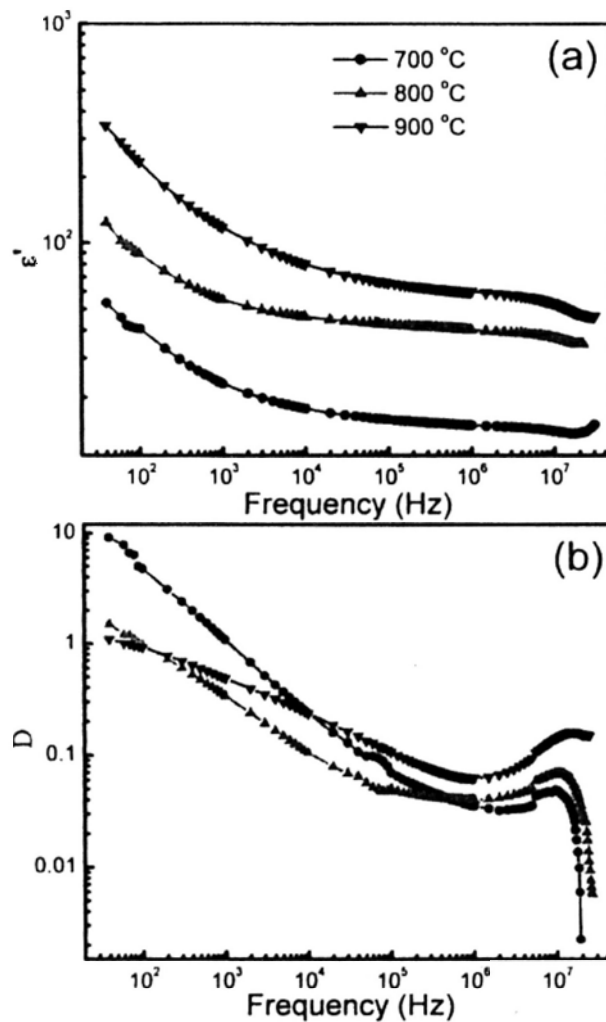 10³
(a)
700 °C
800 °C
900 °C
ε'
10²
10² 10³ 10⁴ 10⁵ 10⁶ 10⁷
Frequency (Hz)
10
(b)
1
D
0.1
0.01
10² 10³ 10⁴ 10⁵ 10⁶ 10⁷
Frequency (Hz)